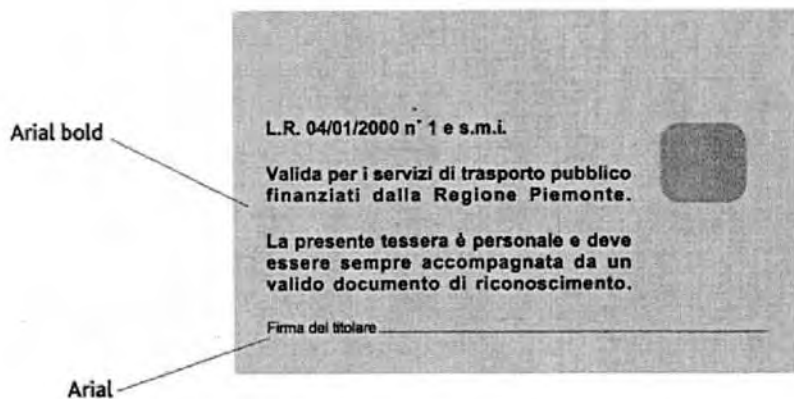 Arial bold
L.R. 04/01/2000 n° 1 e s.m.i.
Valida per i servizi di trasporto pubblico
finanziati dalla Regione Piemonte.
La presente tessera è personale e deve
essere sempre accompagnata da un
valido documento di riconoscimento.
Firma del titolare
Arial